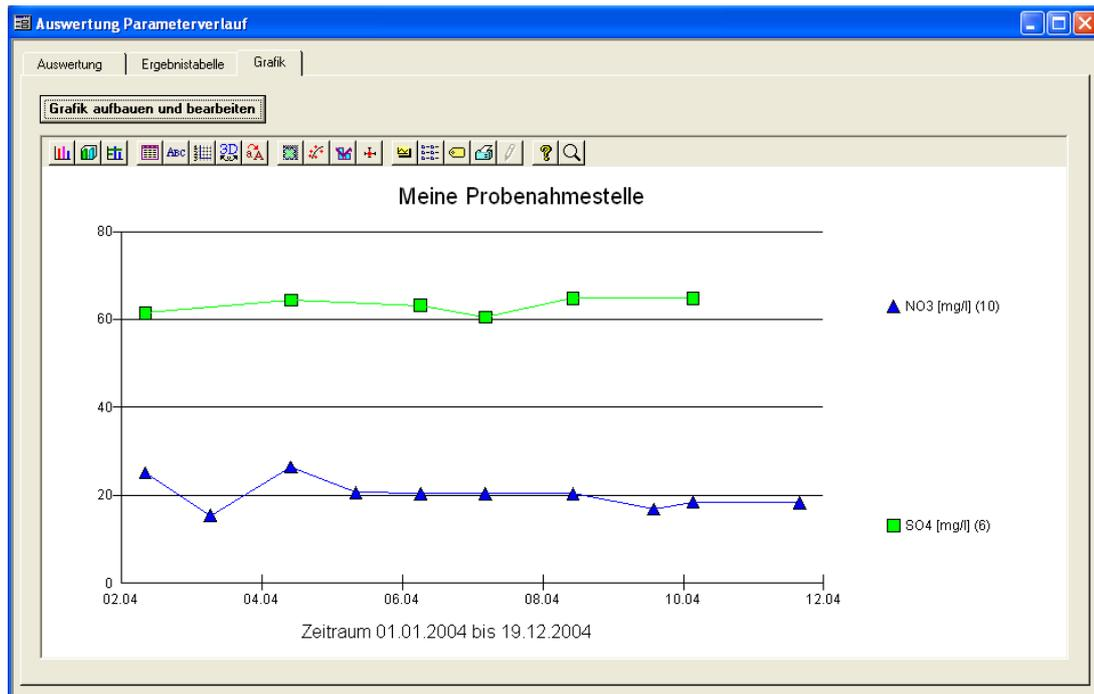 Auswertung Parameterverlauf
Auswertung
Ergebnistabelle
Grafik
Grafik aufbauen und bearbeiten
ABC
3D
Meine Probenahmestelle
80
60
40
20
0
02.04
04.04
06.04
08.04
10.04
12.04
Zeitraum 01.01.2004 bis 19.12.2004
NO3 [mg/l] (10)
SO4 [mg/l] (6)